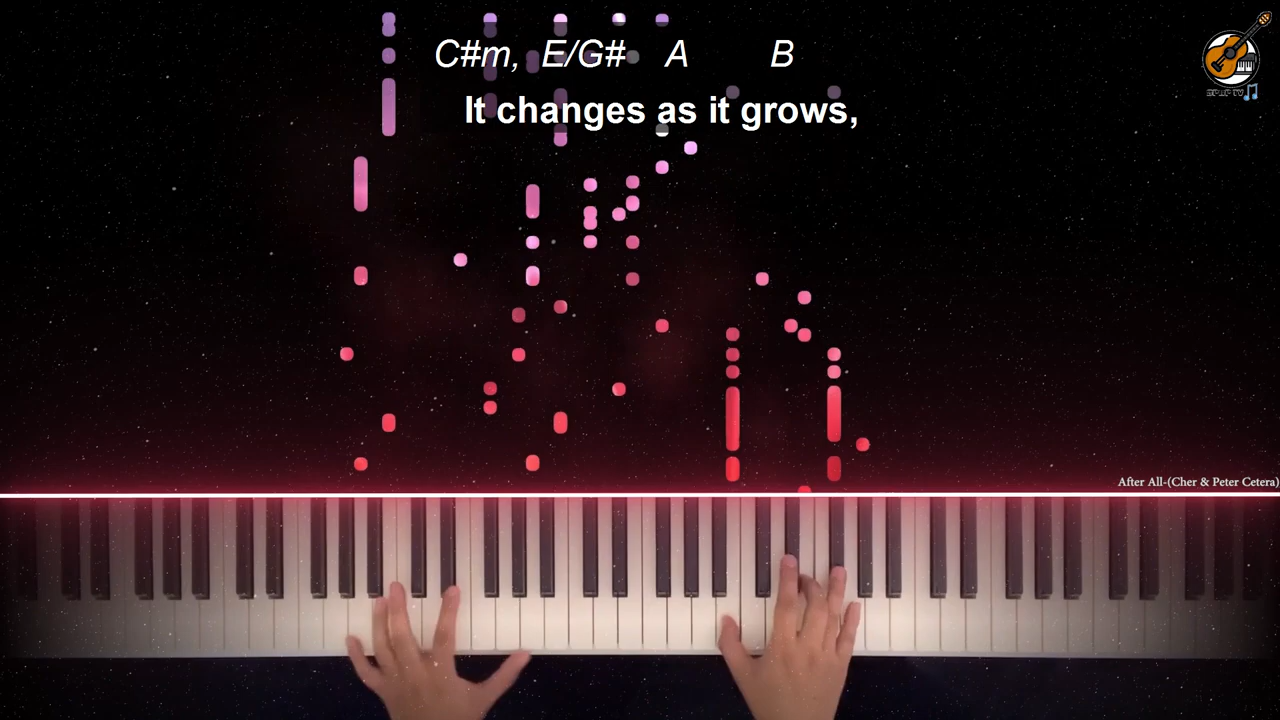 C#m, E/G# A B
It changes as it grows,
After All-(Cher & Peter Cetera)